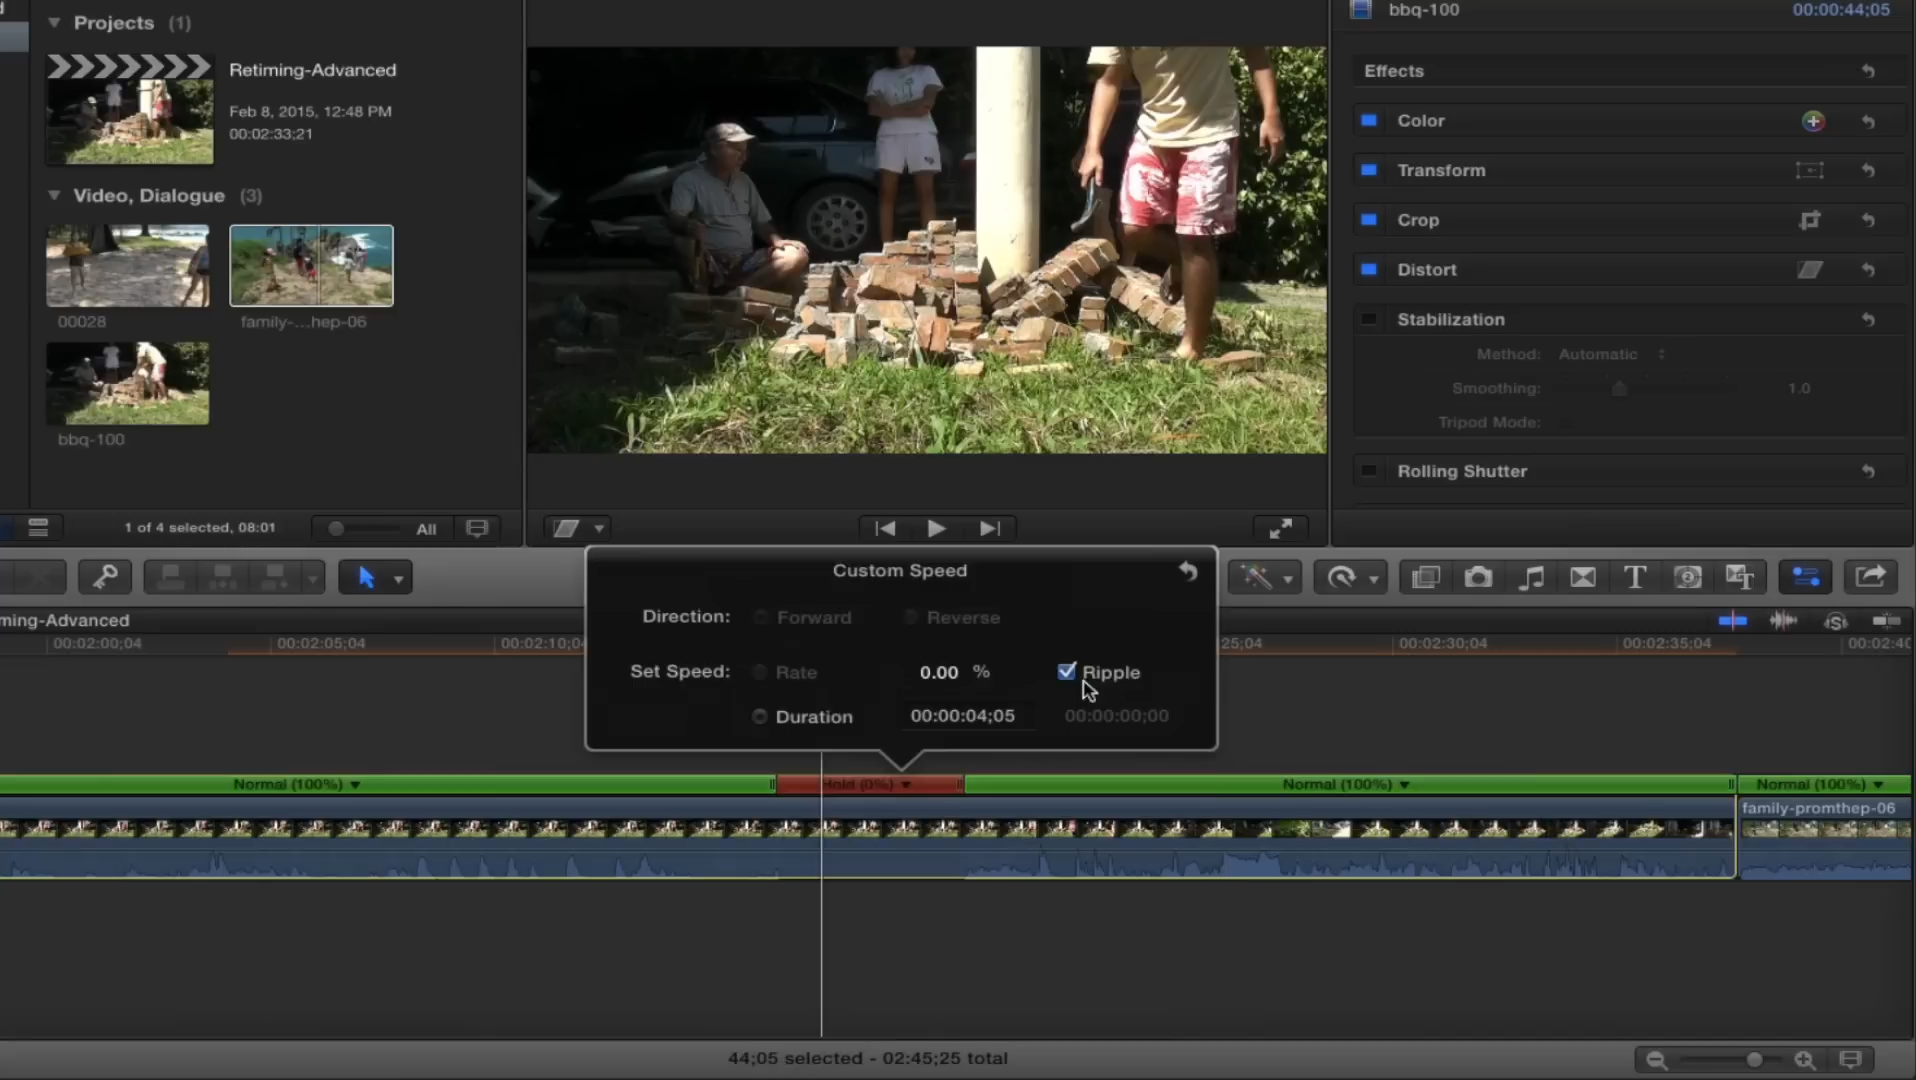 Projects (1)
Retiming-Advanced
Feb 8, 2015, 12:48 PM
00:02:33;21
Video, Dialogue (3)
00028
family-...hep-06
bbq-100
1 of 4 selected, 08:01
All
bbq-100
00:00:44;05
Effects
Color
Transform
Crop
Distort
Stabilization
Method: Automatic
Smoothing: 1.0
Tripod Mode:
Rolling Shutter
Custom Speed
Direction: Forward Reverse
Set Speed: Rate 0.00 % Ripple
Duration 00:00:04;05 00:00:00;00
ming-Advanced
00:02:00;04 00:02:05;04 00:02:10;04 25;04 00:02:30;04 00:02:35;04 00:02:40
Normal (100%) Hold (0%) Normal (100%) Normal (100%)
family-promthep-06
44;05 selected - 02:45;25 total